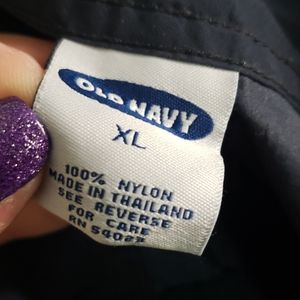 OLD NAVY
XL
100% NYLON
MADE IN THAILAND
SEE REVERSE
FOR CARE
RN 54023